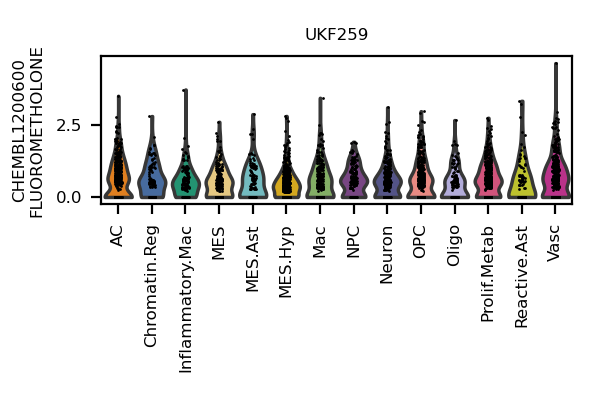 UKF259
CHEMBL1200600
FLUOROMETHOLONE
2.5
0.0
AC
Chromatin.Reg
Inflammatory.Mac
MES
MES.Ast
MES.Hyp
Mac
NPC
Neuron
OPC
Oligo
Prolif.Metab
Reactive.Ast
Vasc